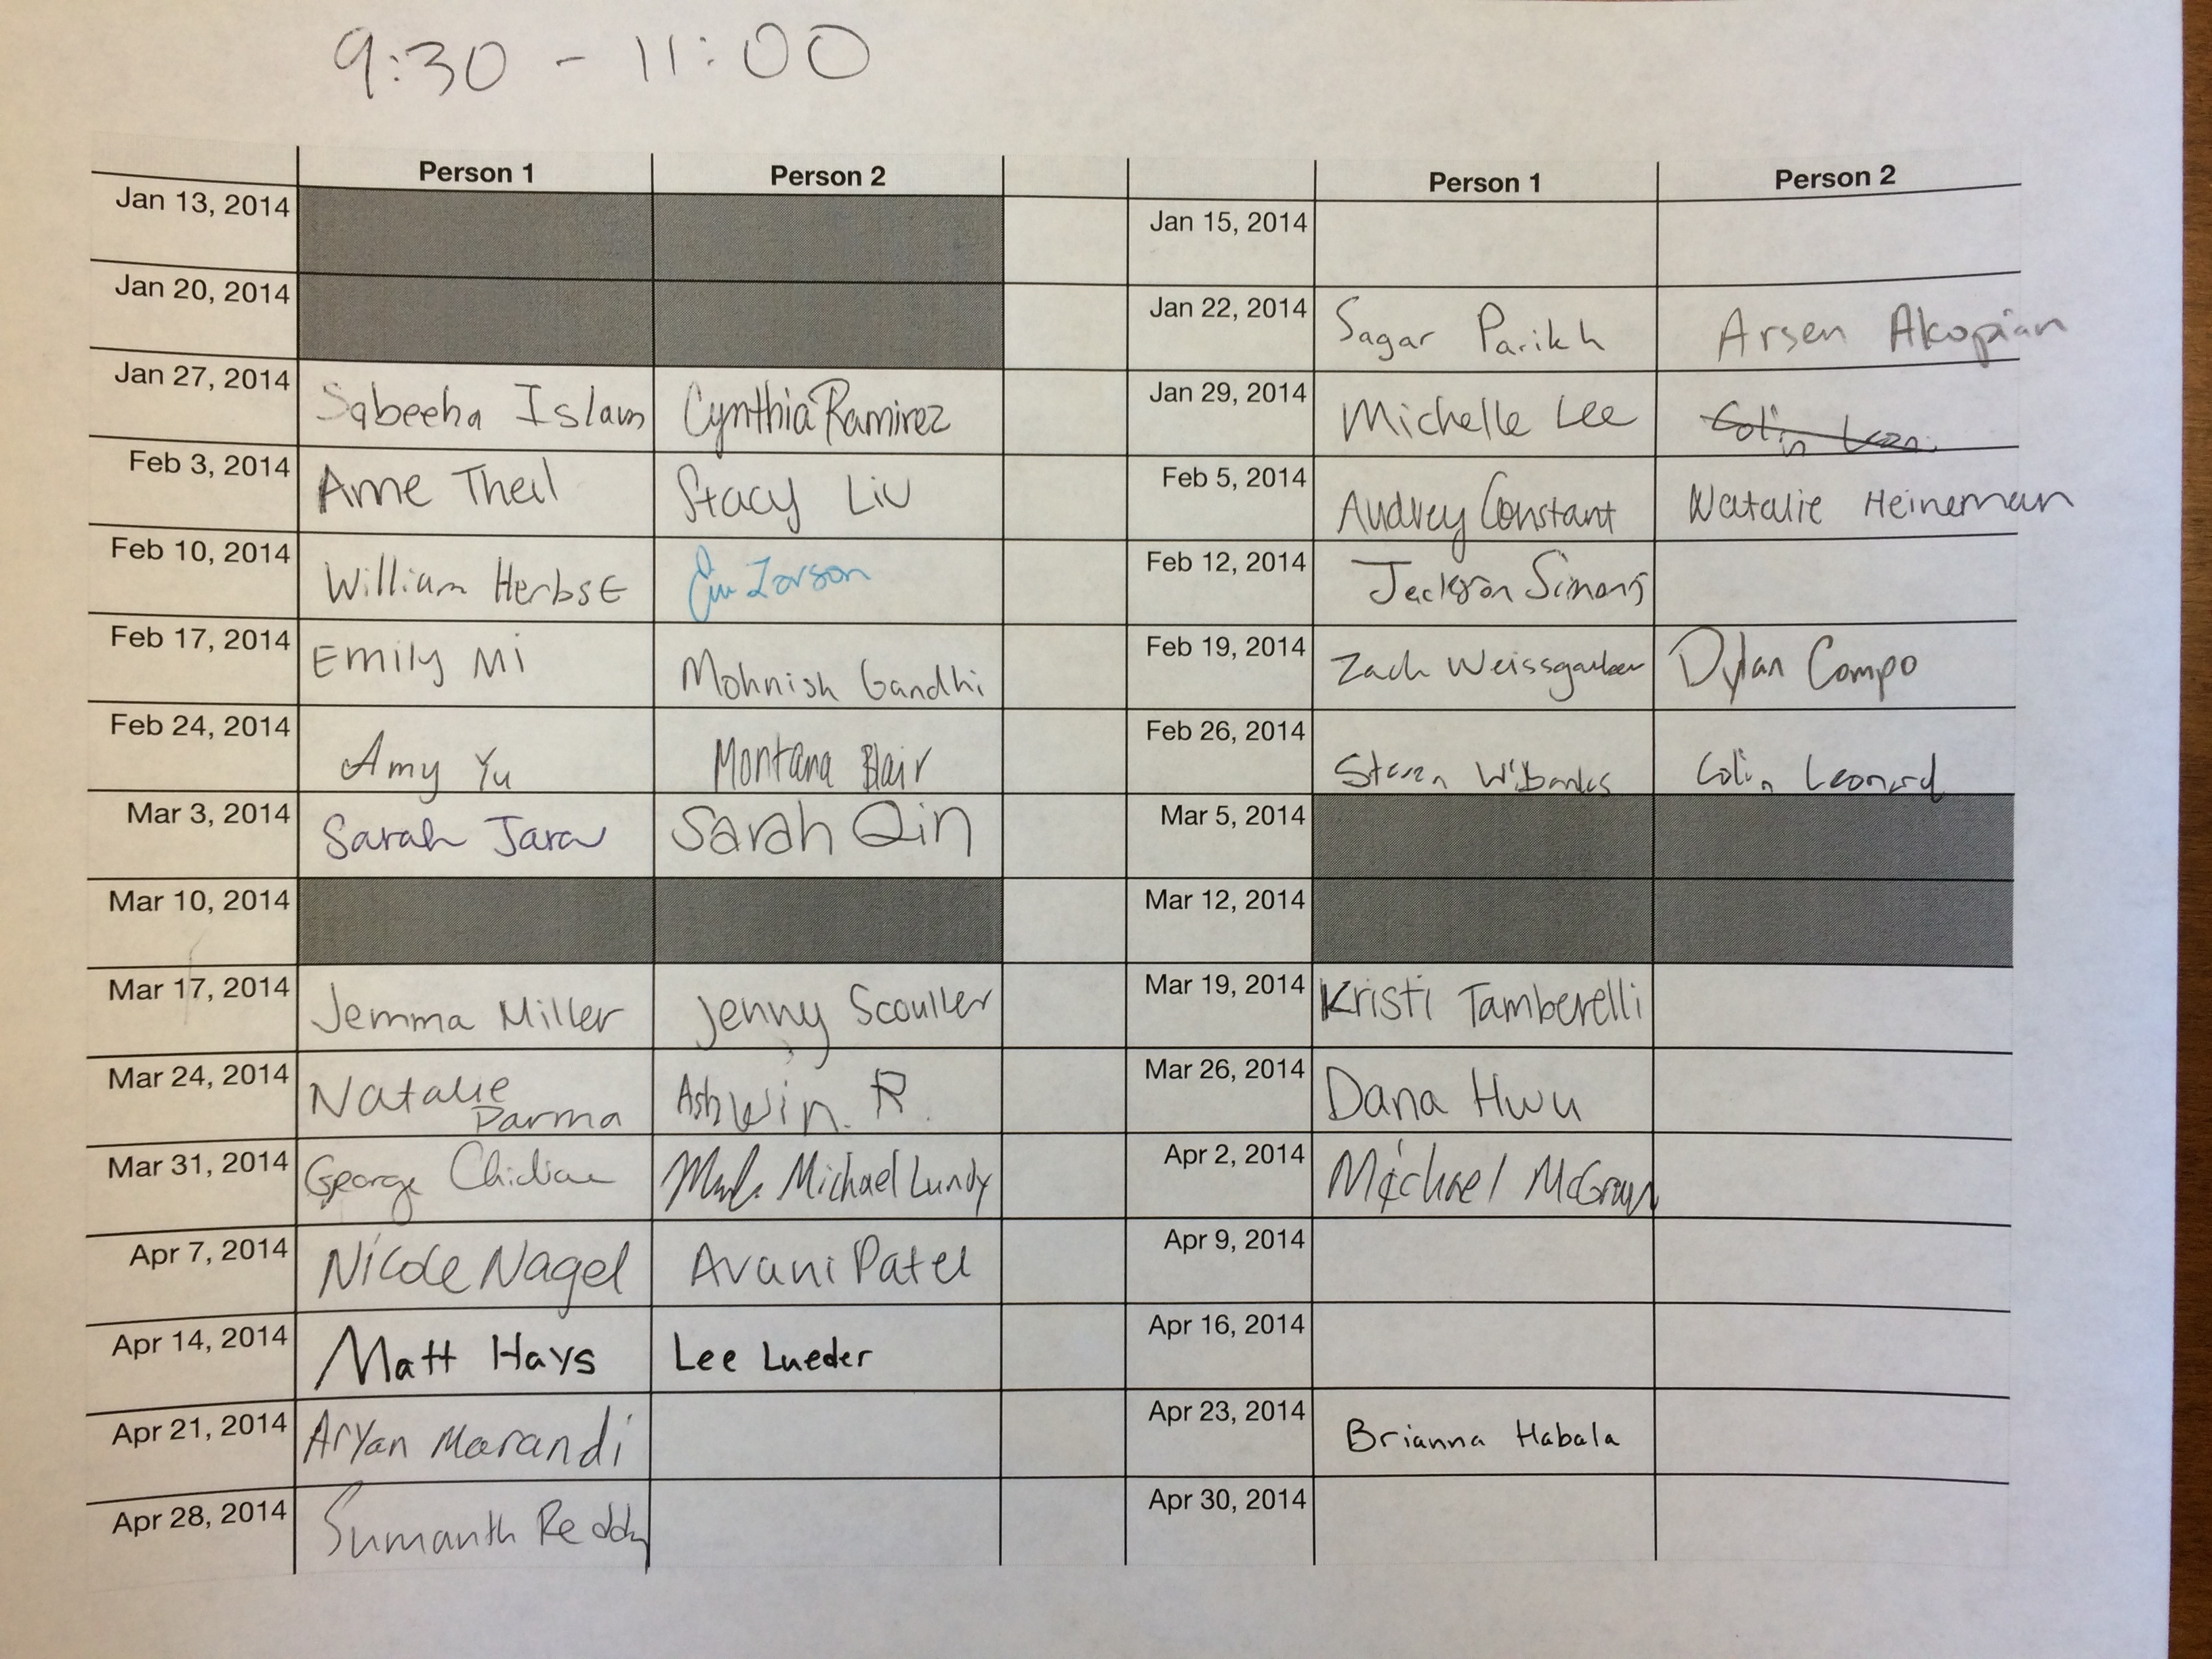 9:30 - 11:00
Person 1 Person 2 Person 1 Person 2
Jan 13, 2014 Jan 15, 2014
Jan 20, 2014 Jan 22, 2014 Sagar Parikh Arsen Akopian
Jan 27, 2014 Sabeeha Islam Cynthia Ramirez Jan 29, 2014 Michelle Lee Colin
Feb 3, 2014 Theil Stacy Liu Feb 5, 2014 Audrey Constant Natalie Heineman
Feb 10, 2014 William Herbst Larson Feb 12, 2014 Jackson Simons
Feb 17, 2014 Emily Mi Mohnish Gandhi Feb 19, 2014 Zach Weissgarber Dylan Compo
Feb 24, 2014 Amy Yu Montana Blair Feb 26, 2014 Steven Wilbanks Colin Leonard
Mar 3, 2014 Sarah Jara Sarah Qin Mar 5, 2014
Mar 10, 2014 Mar 12, 2014
Mar 17, 2014 Jemma Miller Jenny Scouller Mar 19, 2014 Kristi Tamberelli
Mar 24, 2014 Natalie Parma Ashwin. R. Mar 26, 2014 Dana Hwu
Mar 31, 2014 George Michael Lundy Apr 2, 2014 Michael
Apr 7, 2014 Nicole Nagel Avani Patel Apr 9, 2014
Apr 14, 2014 Matt Hays Lee Lueder Apr 16, 2014
Apr 21, 2014 Aryan Marandi Apr 23, 2014 Brianna Habala
Apr 28, 2014 Sumanth Reddy Apr 30, 2014